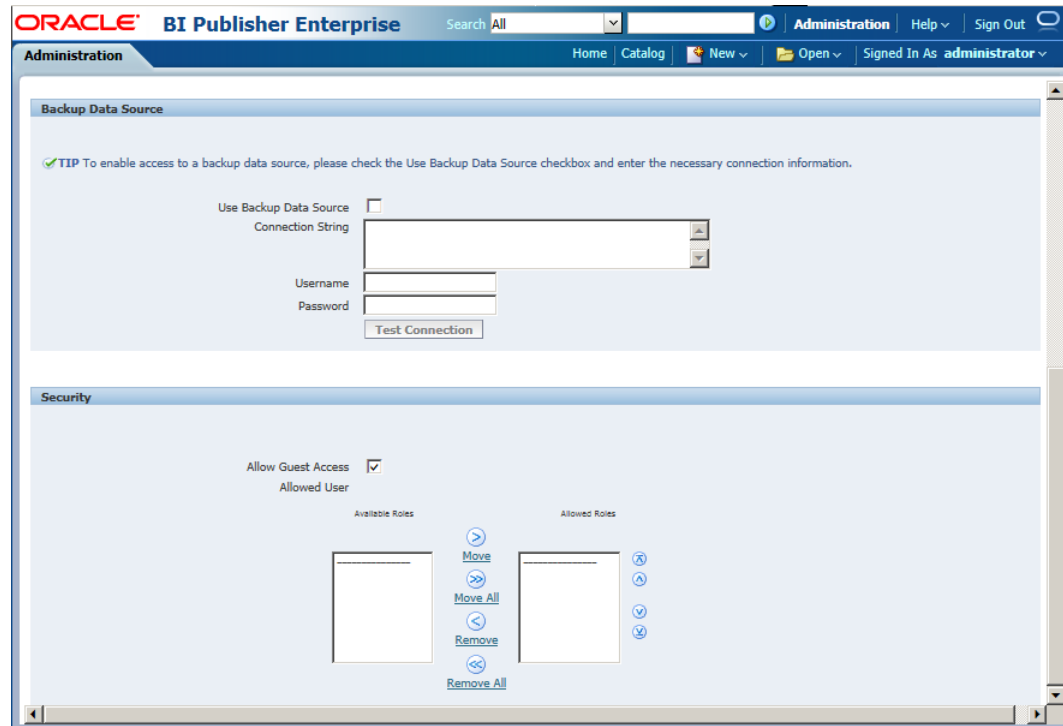 ORACLE BI Publisher Enterprise Search All Administration Help Sign Out
Administration Home Catalog New Open Signed In As administrator
Backup Data Source
TIP To enable access to a backup data source, please check the Use Backup Data Source checkbox and enter the necessary connection information.
Use Backup Data Source
Connection String
Username
Password
Test Connection
Security
Allow Guest Access
Allowed User
Available Roles Allowed Roles
Move
Move All
Remove
Remove All